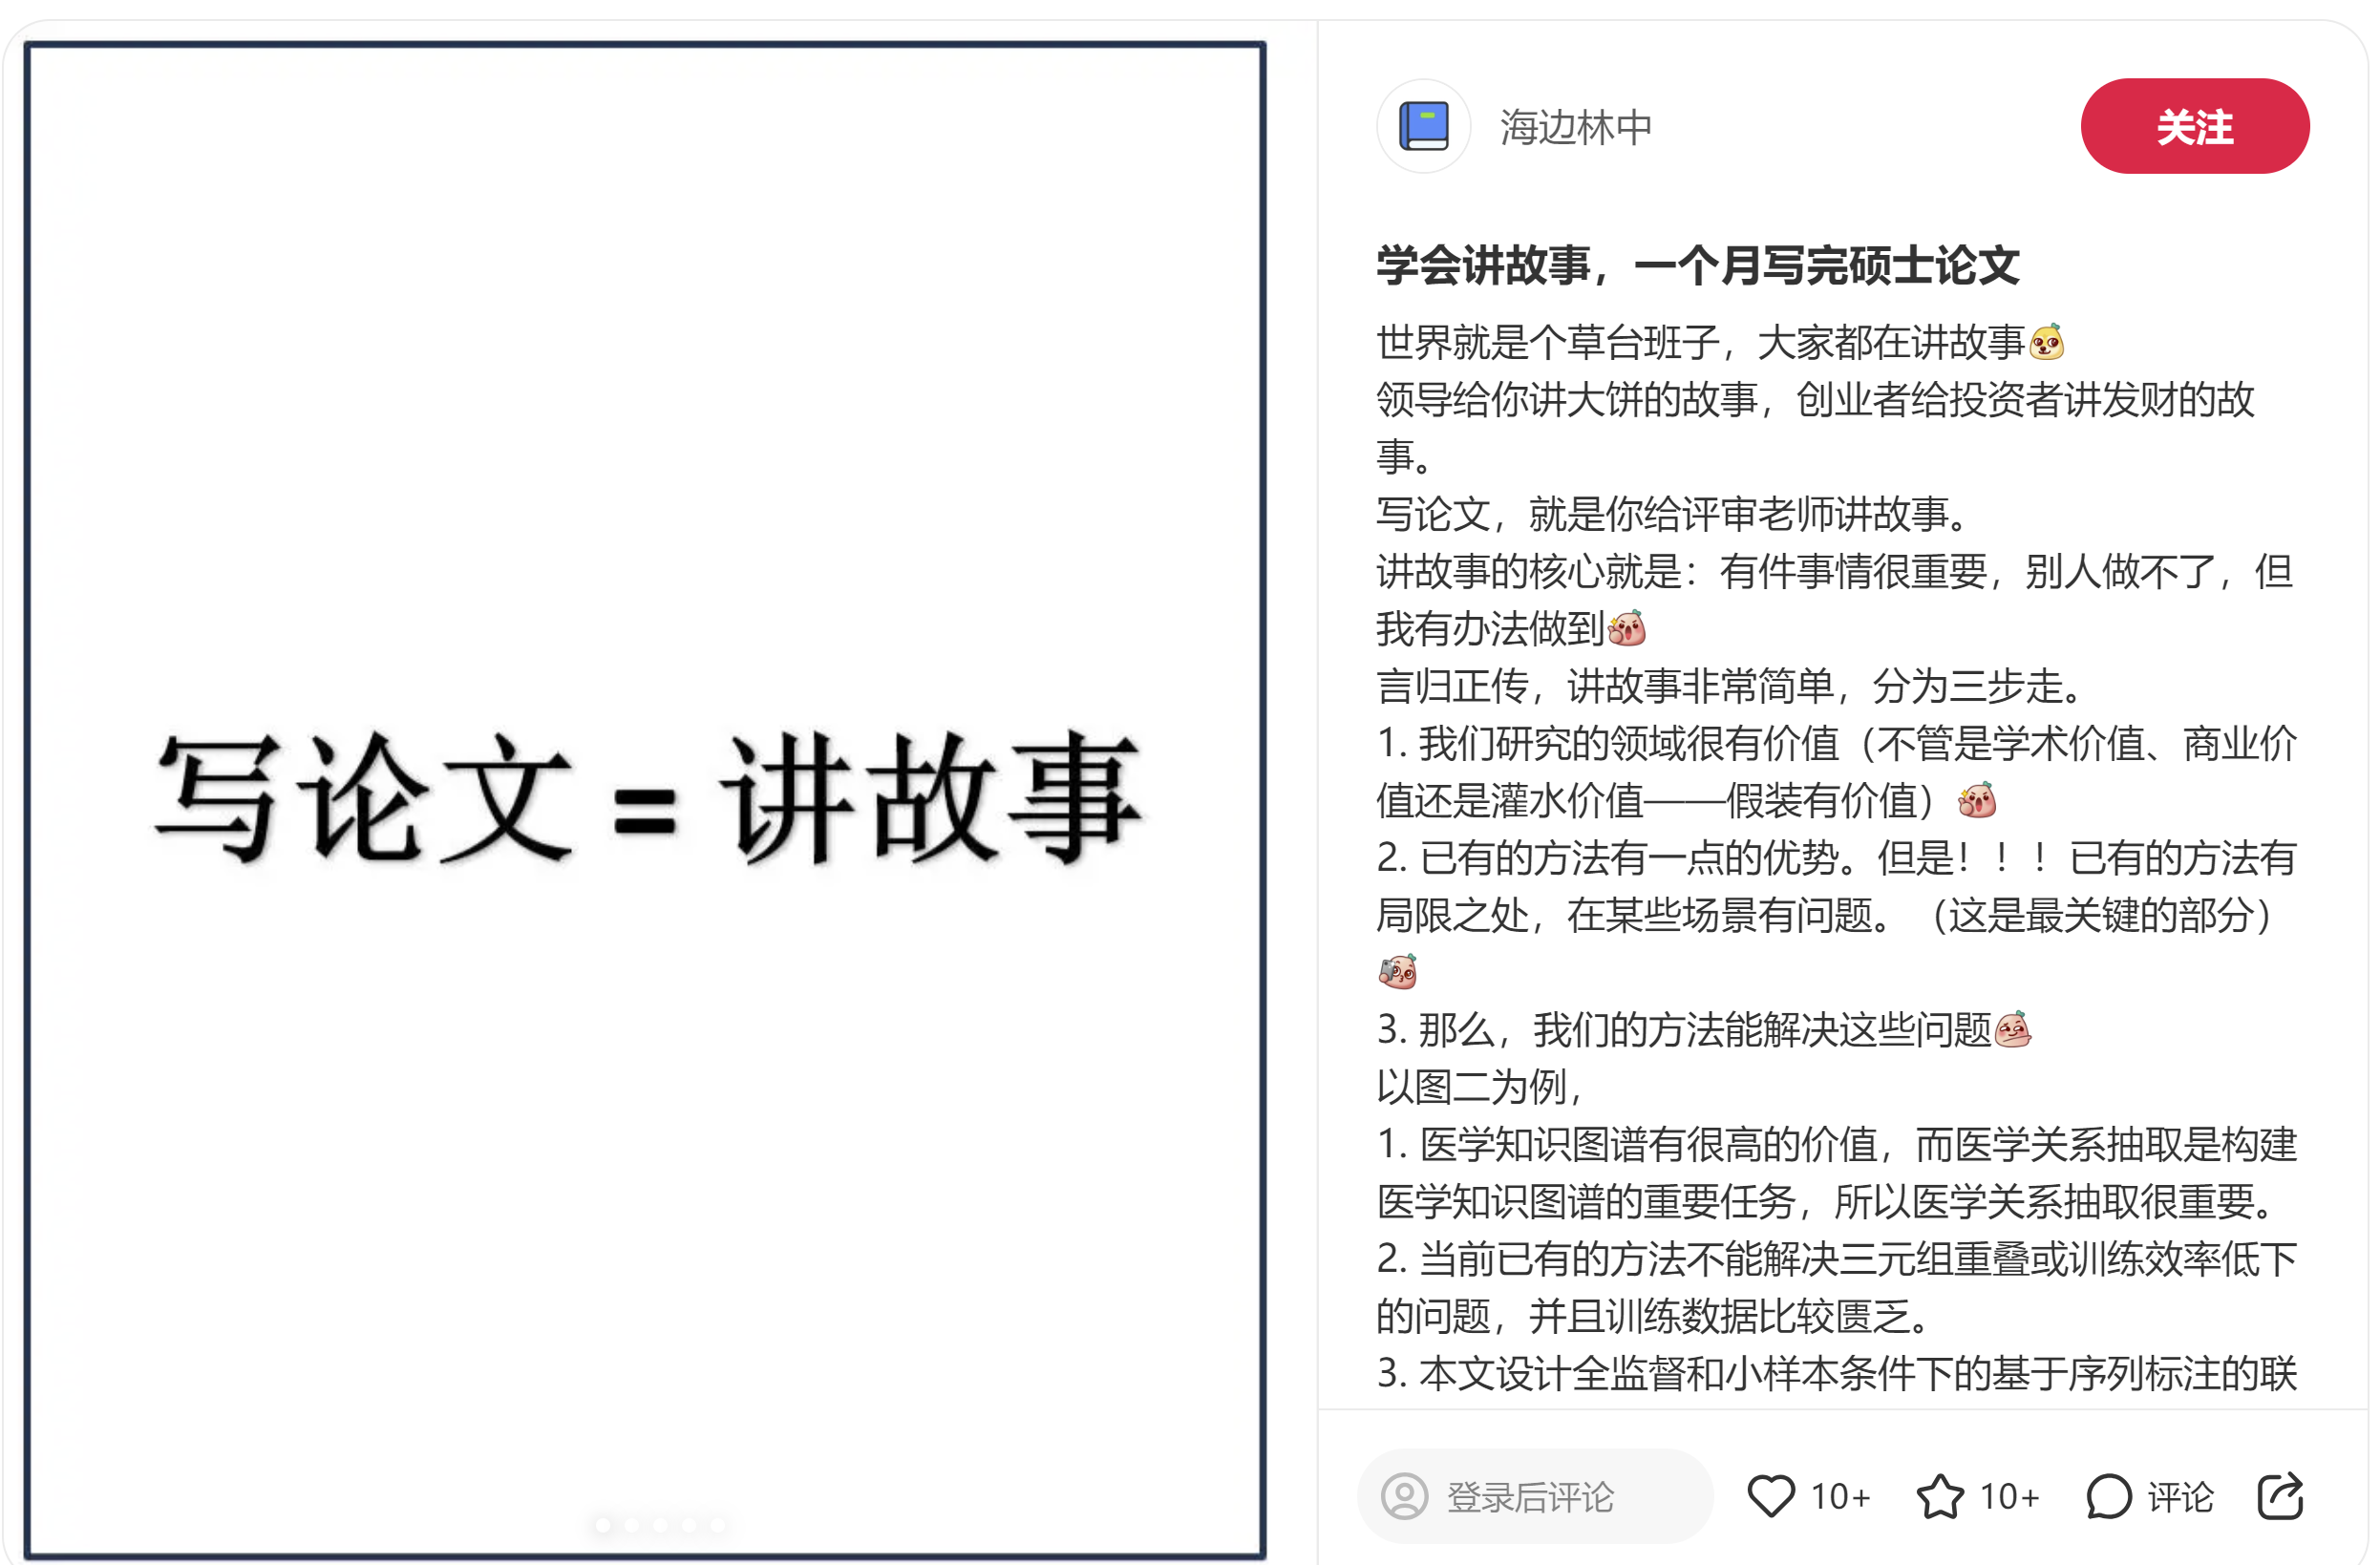 写论文=讲故事
海边林中
关注
学会讲故事，一个月写完硕士论文
世界就是个草台班子，大家都在讲故事
领导给你讲大饼的故事，创业者给投资者讲发财的故
事。
写论文，就是你给评审老师讲故事。
讲故事的核心就是：有件事情很重要，别人做不了，但
我有办法做到
言归正传，讲故事非常简单，分为三步走。
1. 我们研究的领域很有价值（不管是学术价值、商业价
值还是灌水价值——假装有价值）
2. 已有的方法有一点的优势。但是！！！已有的方法有
局限之处，在某些场景有问题。（这是最关键的部分）
3. 那么，我们的方法能解决这些问题
以图二为例，
1. 医学知识图谱有很高的价值，而医学关系抽取是构建
医学知识图谱的重要任务，所以医学关系抽取很重要。
2. 当前已有的方法不能解决三元组重叠或训练效率低下
的问题，并且训练数据比较匮乏。
3. 本文设计全监督和小样本条件下的基于序列标注的联
登录后评论
10+
10+
评论